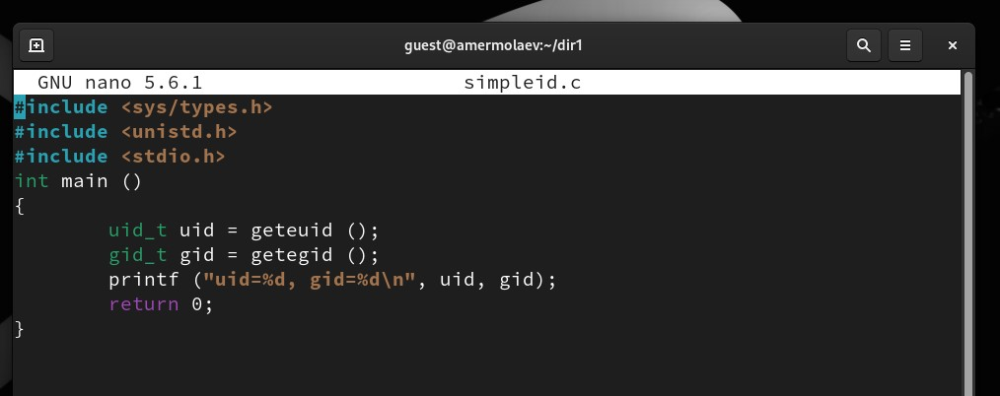 guest@amermolaev:~/dir1
GNU nano 5.6.1 simpleid.c
#include <sys/types.h>
#include <unistd.h>
#include <stdio.h>
int main ()
{
        uid_t uid = geteuid ();
        gid_t gid = getegid ();
        printf ("uid=%d, gid=%d\n", uid, gid);
        return 0;
}